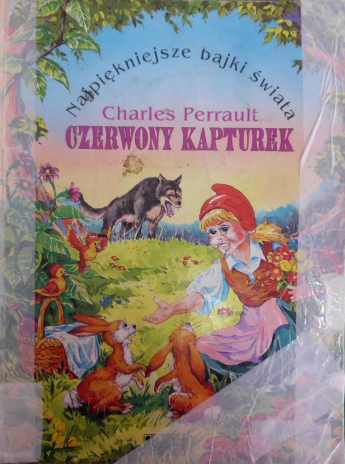 Najpiękniejsze bajki świata
Charles Perrault
CZERWONY KAPTUREK